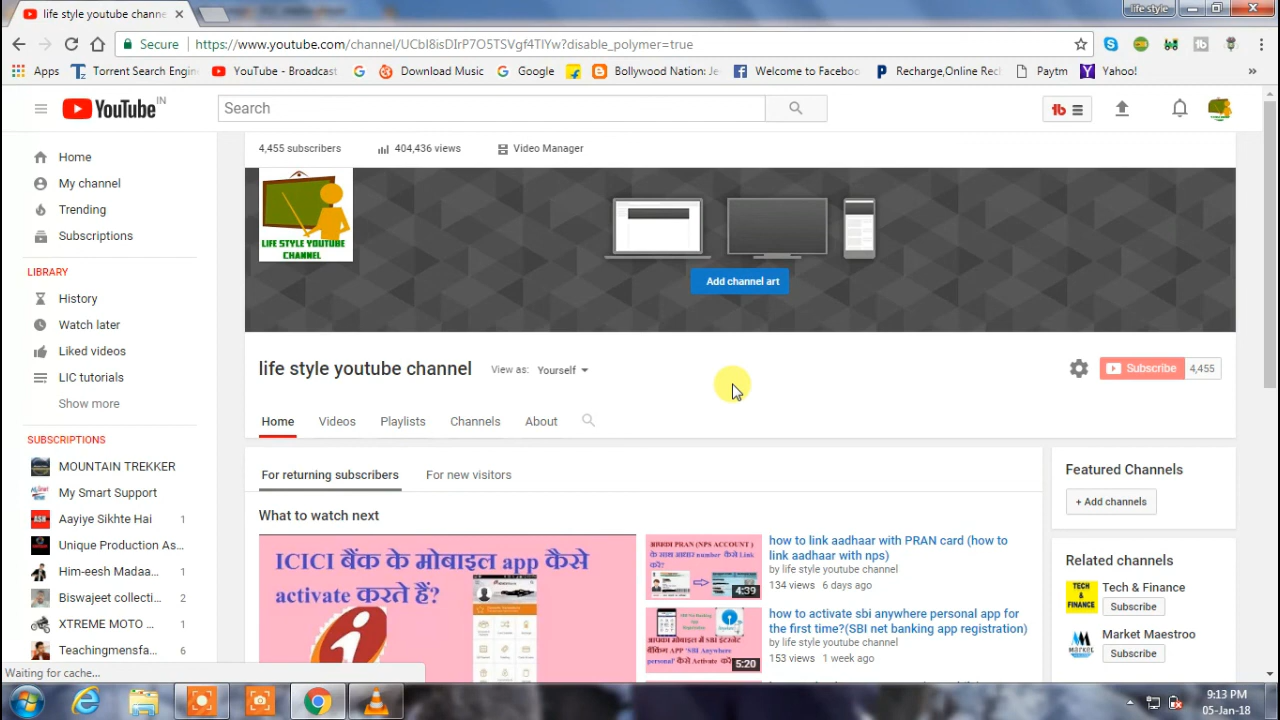 life style youtube channe
life style
Secure
https://www.youtube.com/channel/UCbI8sDIrP7O5TSVgf4TIYw?disable_polymer=true
Apps
Torrent Search Engin
YouTube - Broadcast
Download Music
Google
Bollywood Nation: Je
Welcome to Faceboo
Recharge,Online Rec
Paytm
Yahoo!
»
YouTube IN
Search
tb
4,455 subscribers
404,436 views
Video Manager
Home
My channel
Trending
Subscriptions
LIBRARY
History
Watch later
Liked videos
LIC tutorials
Show more
SUBSCRIPTIONS
MOUNTAIN TREKKER
My Smart Support
Aayiye Sikhte Hai 1
Unique Production As...
Him-eesh Madaa...
Biswajeet collecti... 2
XTREME MOTO ... 1
Teachingmensfa... 6
LIFE STYLE YOUTUBE
CHANNEL
Add channel art
life style youtube channel
View as: Yourself
Subscribe 4,455
Home
Videos
Playlists
Channels
About
For returning subscribers
For new visitors
What to watch next
ICICI बैंक के मोबाइल app कैसे
activate करते हैं?
4:39
how to link aadhaar with PRAN card (how to
link aadhaar with nps)
by life style youtube channel
134 views 6 days ago
5:20
how to activate sbi anywhere personal app for
the first time?(SBI net banking app registration)
by life style youtube channel
153 views 1 week ago
Featured Channels
+ Add channels
Related channels
TECH &
FINANCE
Tech & Finance
Subscribe
Market Maestroo
Subscribe
Waiting for cache...
9:13 PM
05-Jan-18